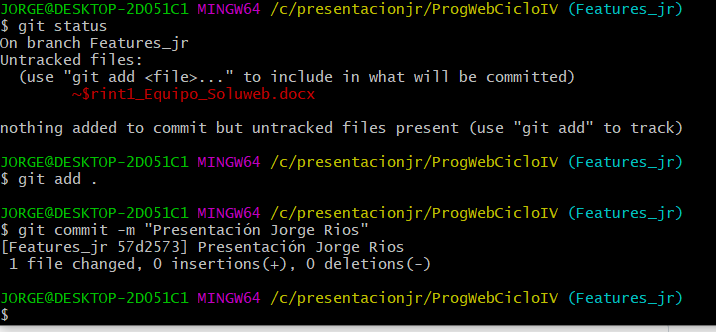 JORGE@DESKTOP-2DO51C1 MINGW64 /c/presentacionjr/ProgWebCicloIV (Features_jr)
$ git status
On branch Features_jr
Untracked files:
  (use "git add <file>..." to include in what will be committed)
        ~$rint1_Equipo_Soluweb.docx

nothing added to commit but untracked files present (use "git add" to track)

JORGE@DESKTOP-2DO51C1 MINGW64 /c/presentacionjr/ProgWebCicloIV (Features_jr)
$ git add .

JORGE@DESKTOP-2DO51C1 MINGW64 /c/presentacionjr/ProgWebCicloIV (Features_jr)
$ git commit -m "Presentación Jorge Rios"
[Features_jr 57d2573] Presentación Jorge Rios
 1 file changed, 0 insertions(+), 0 deletions(-)

JORGE@DESKTOP-2DO51C1 MINGW64 /c/presentacionjr/ProgWebCicloIV (Features_jr)
$